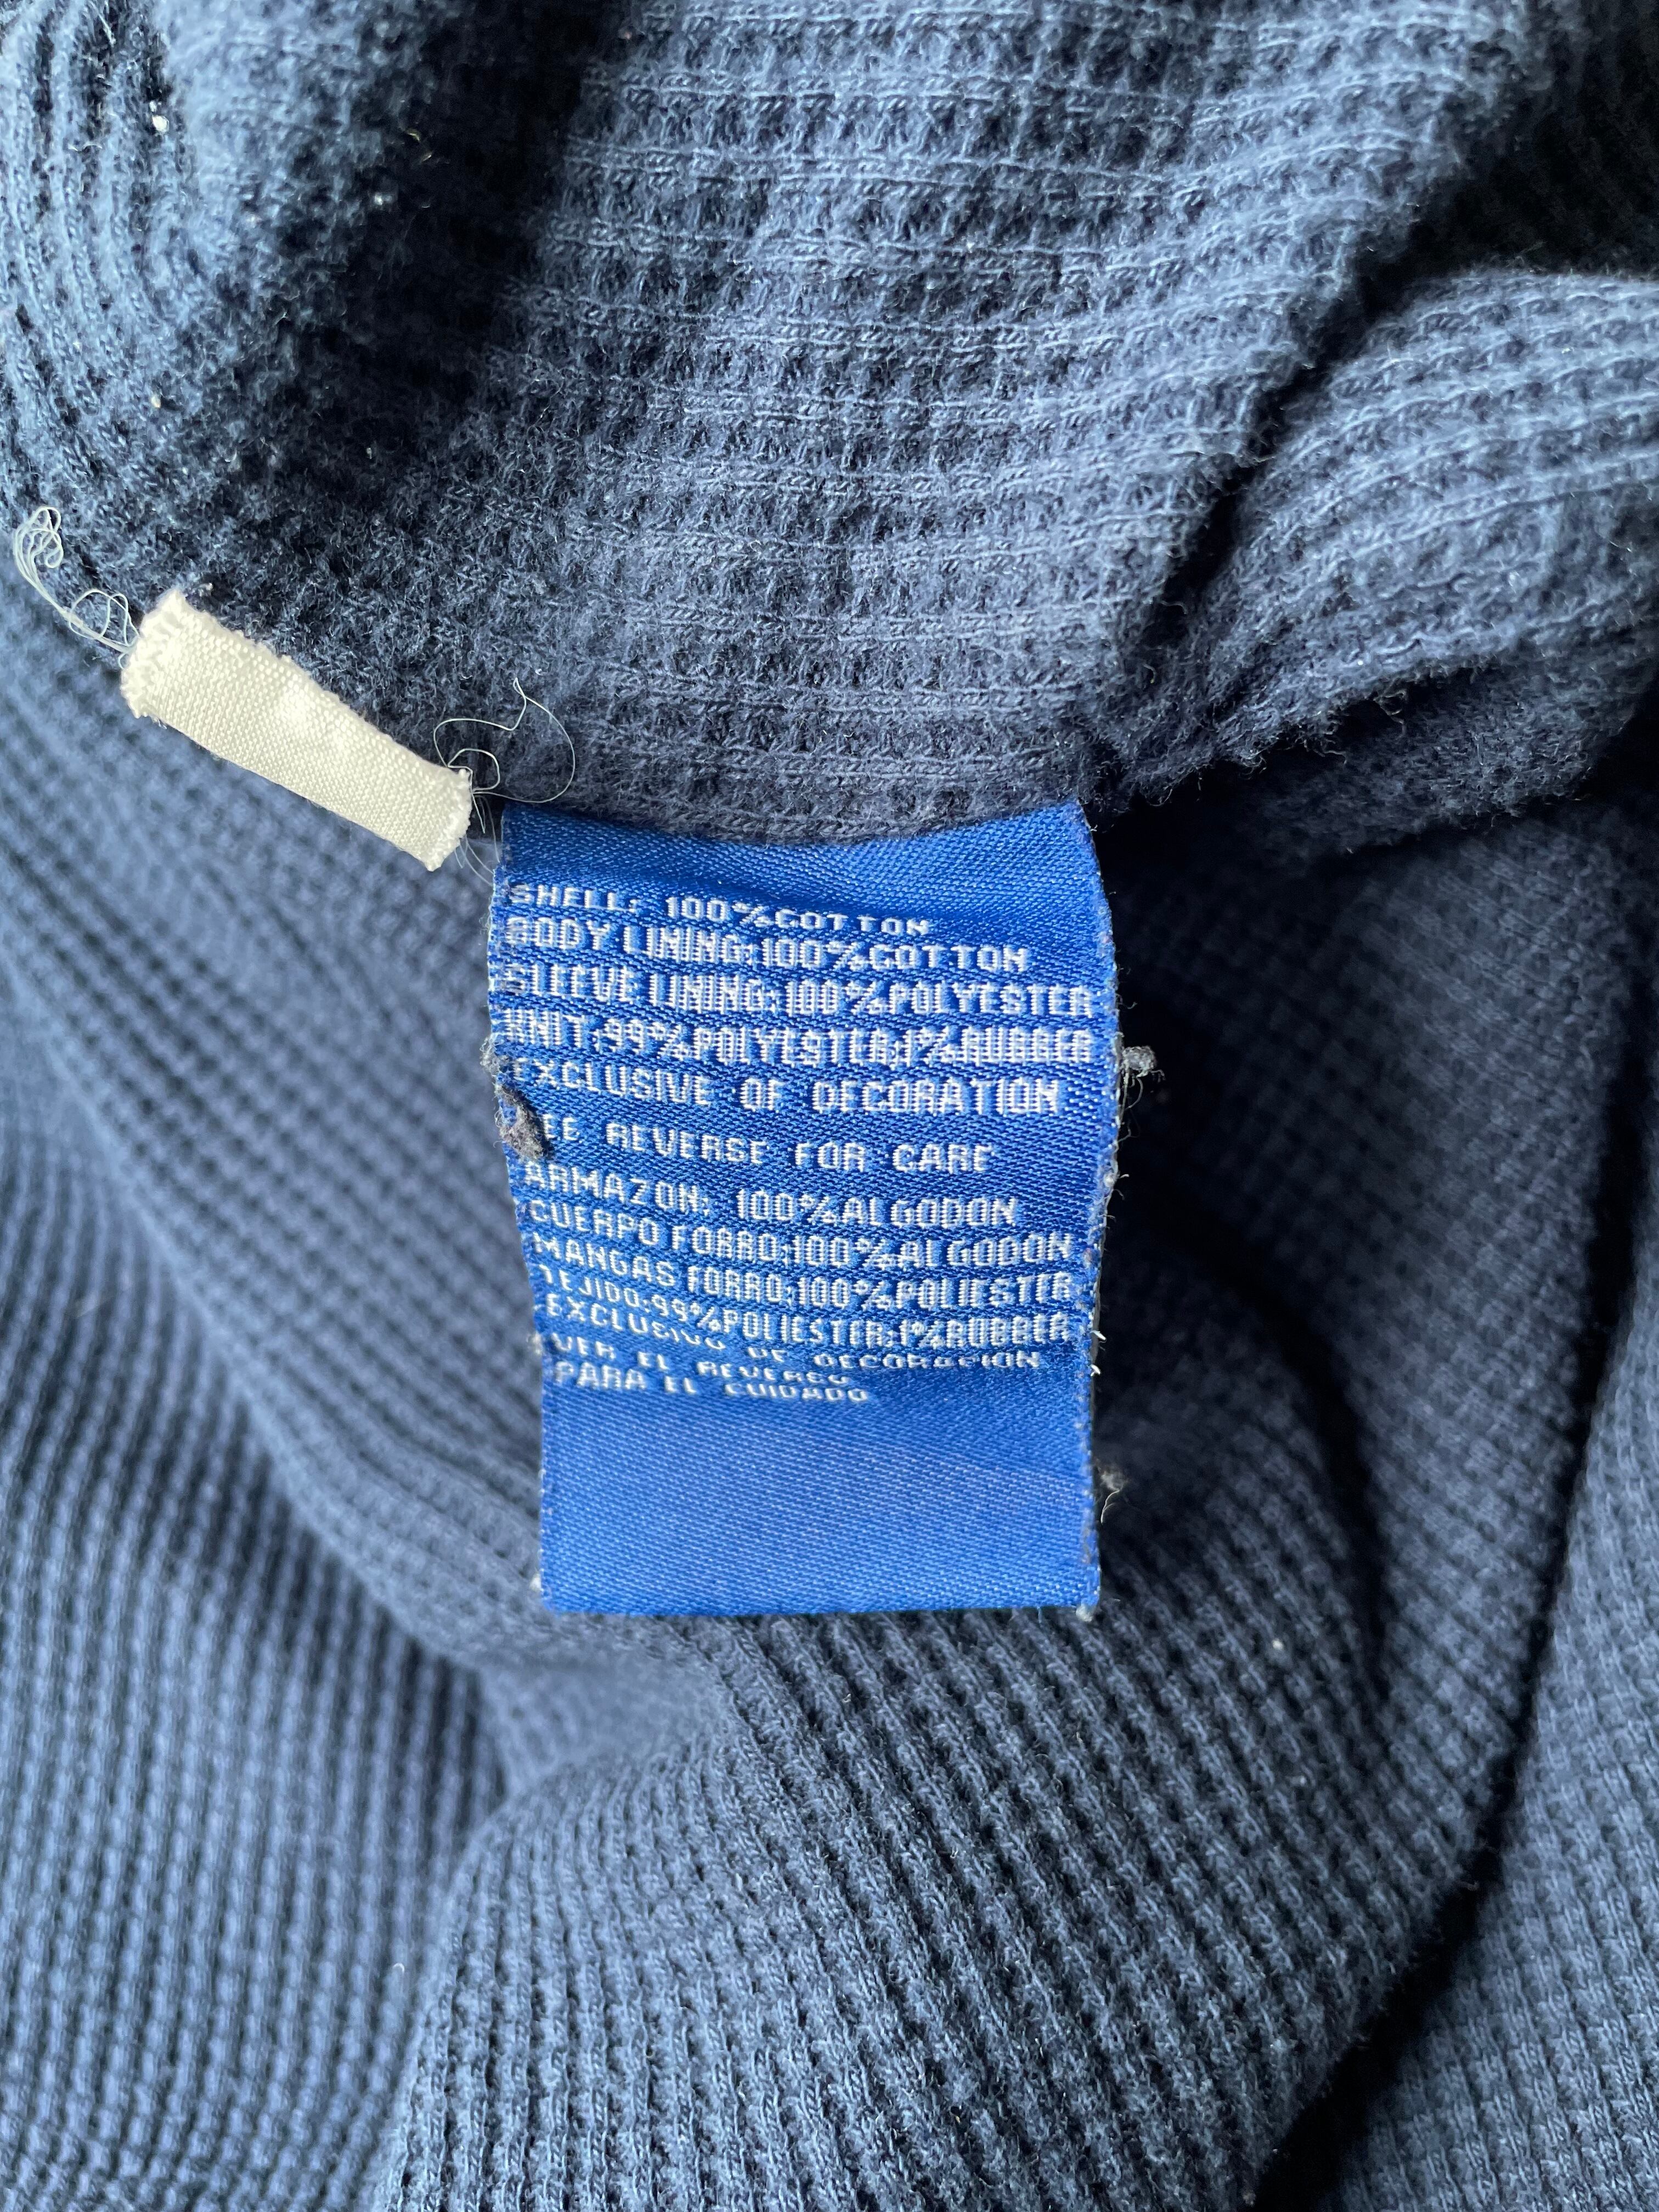 SHELL: 100%COTTON
BODY LINING:100%COTTON
SLEEVE LINING:100%POLYESTER
KNIT:99%POLYESTER;1%RUBBER
EXCLUSIVE OF DECORATION
SEE REVERSE FOR CARE
ARMAZON: 100%ALGODON
CUERPO FORRO:100%ALGODON
MANGAS FORRO:100%POLIESTER
TEJIDO:99%POLIESTER;1%RUBBER
EXCLUSIVO DE DECORACION
VER EL REVERSO
PARA EL CUIDADO